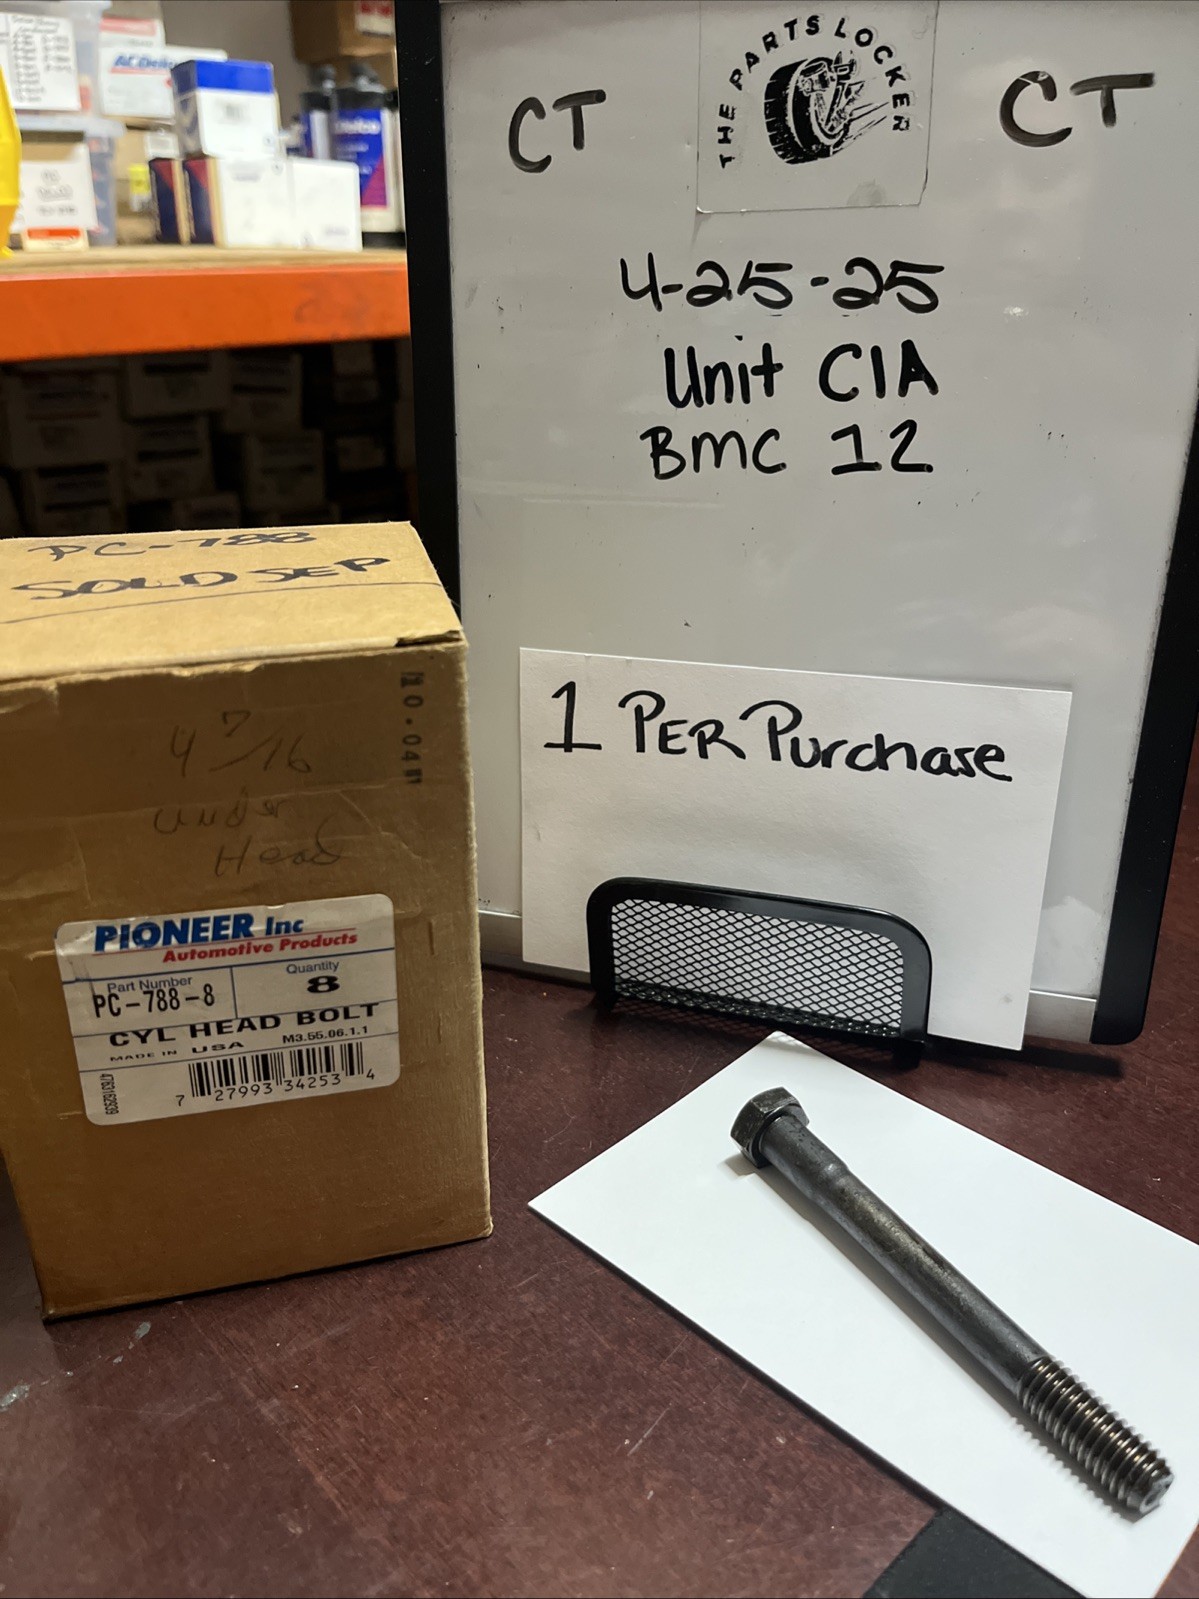 ACDelco
THE PARTS LOCKER
CT
CT
4-25-25
Unit C1A
BMC 12
PC-788
SOLD SEP
4 7/16
under
Head
1 PER Purchase
PIONEER Inc
Automotive Products
Part Number
Quantity
PC-788-8
8
CYL HEAD BOLT
MADE IN USA
M3.55.06.1.1
7 27993 34253 4